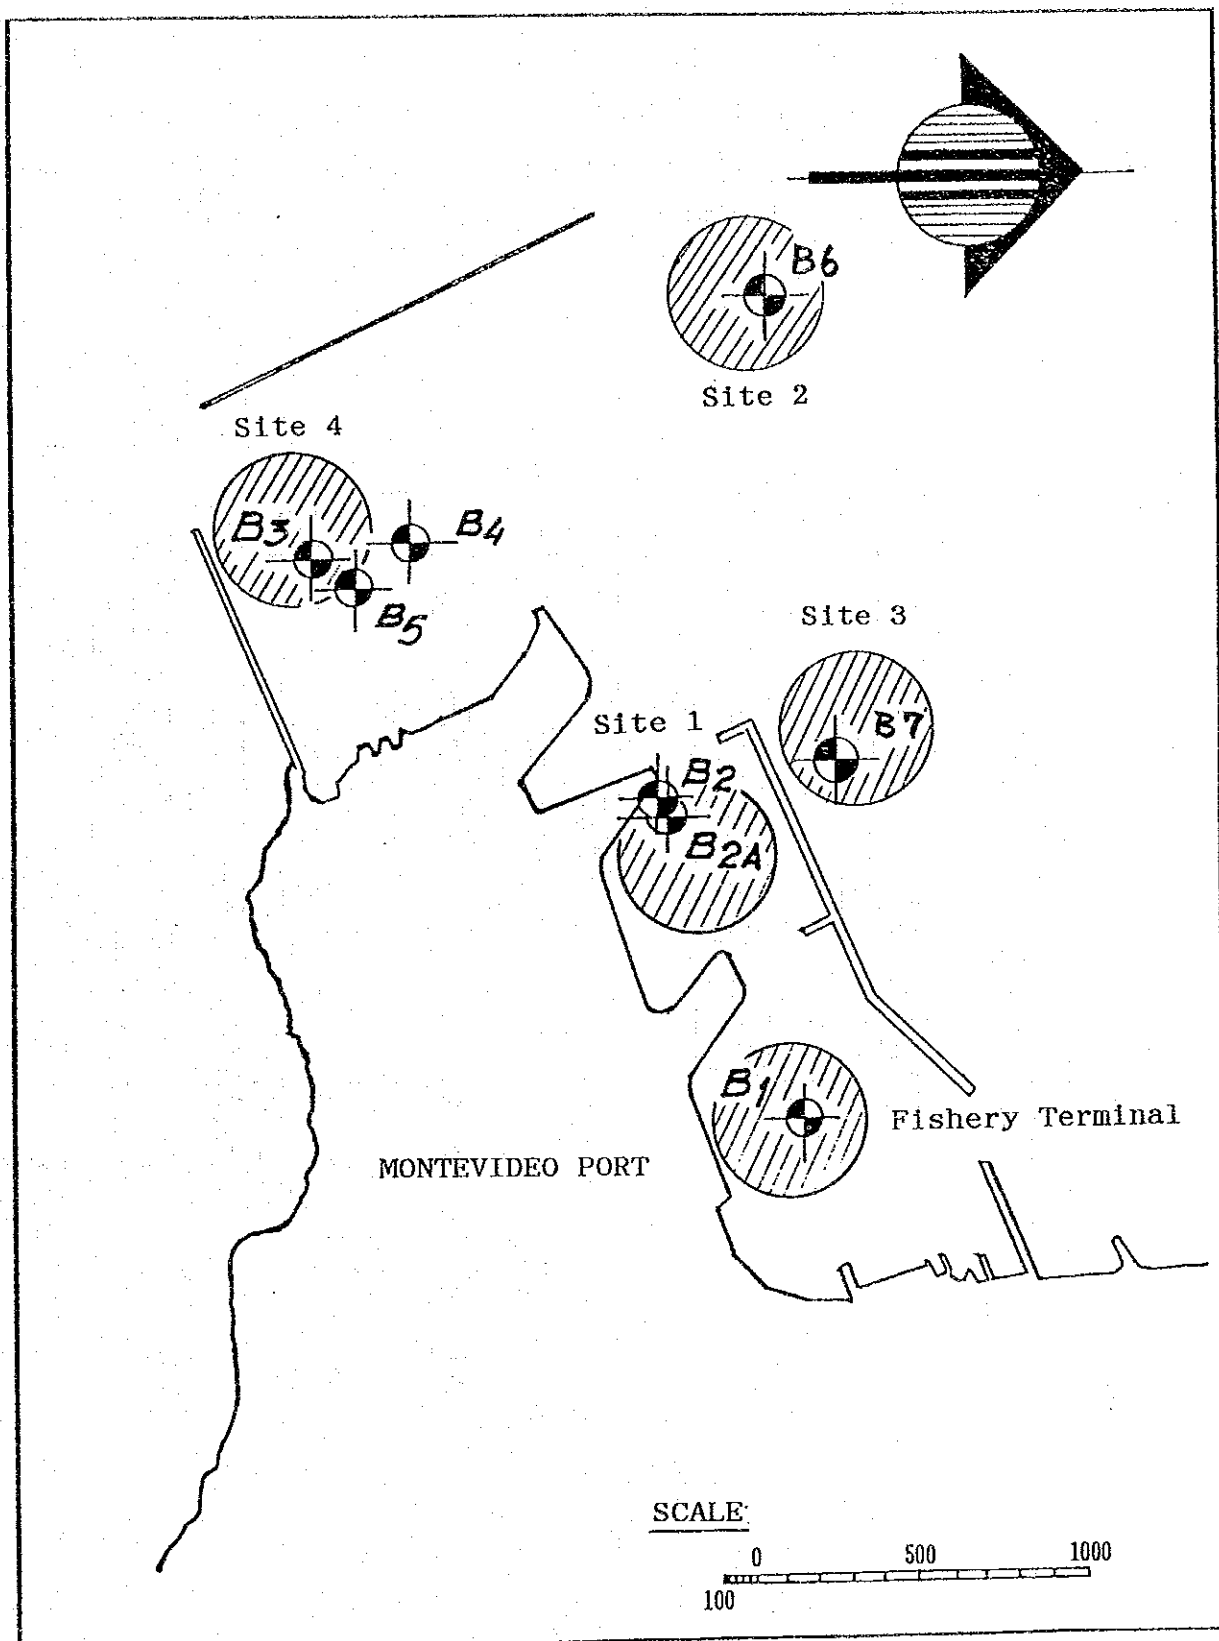 B6
Site 2
Site 4
B3
B4
B5
Site 3
B7
Site 1
B2
B2A
B1
Fishery Terminal
MONTEVIDEO PORT
SCALE
0 500 1000
100